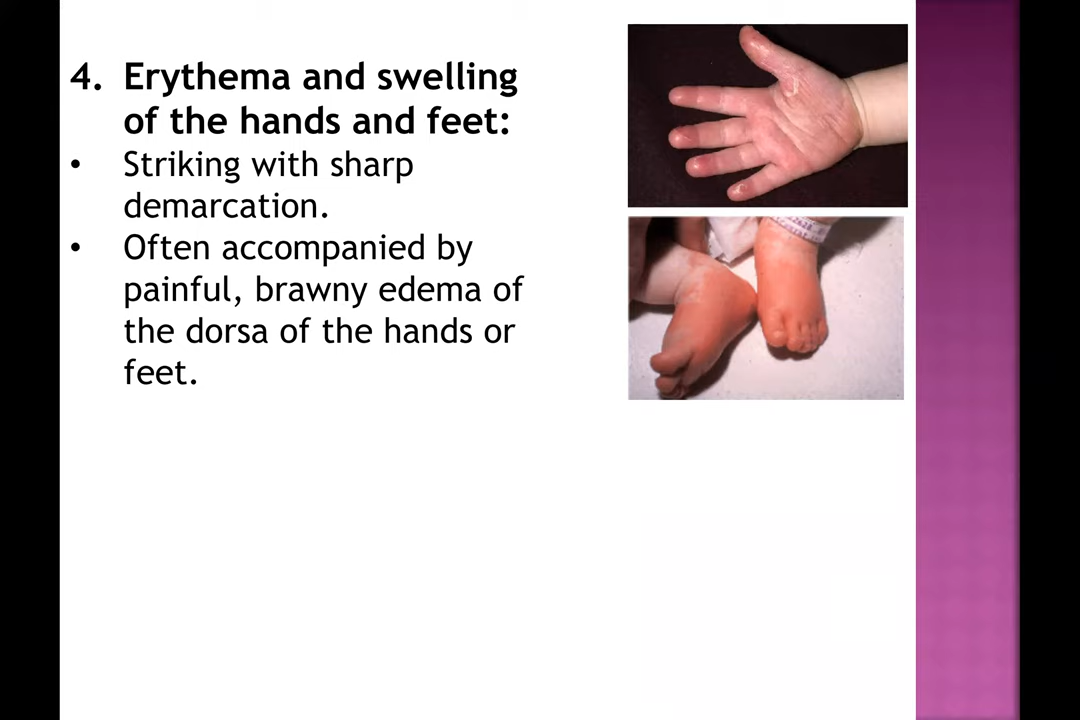 4. Erythema and swelling
of the hands and feet:
• Striking with sharp
demarcation.
• Often accompanied by
painful, brawny edema of
the dorsa of the hands or
feet.